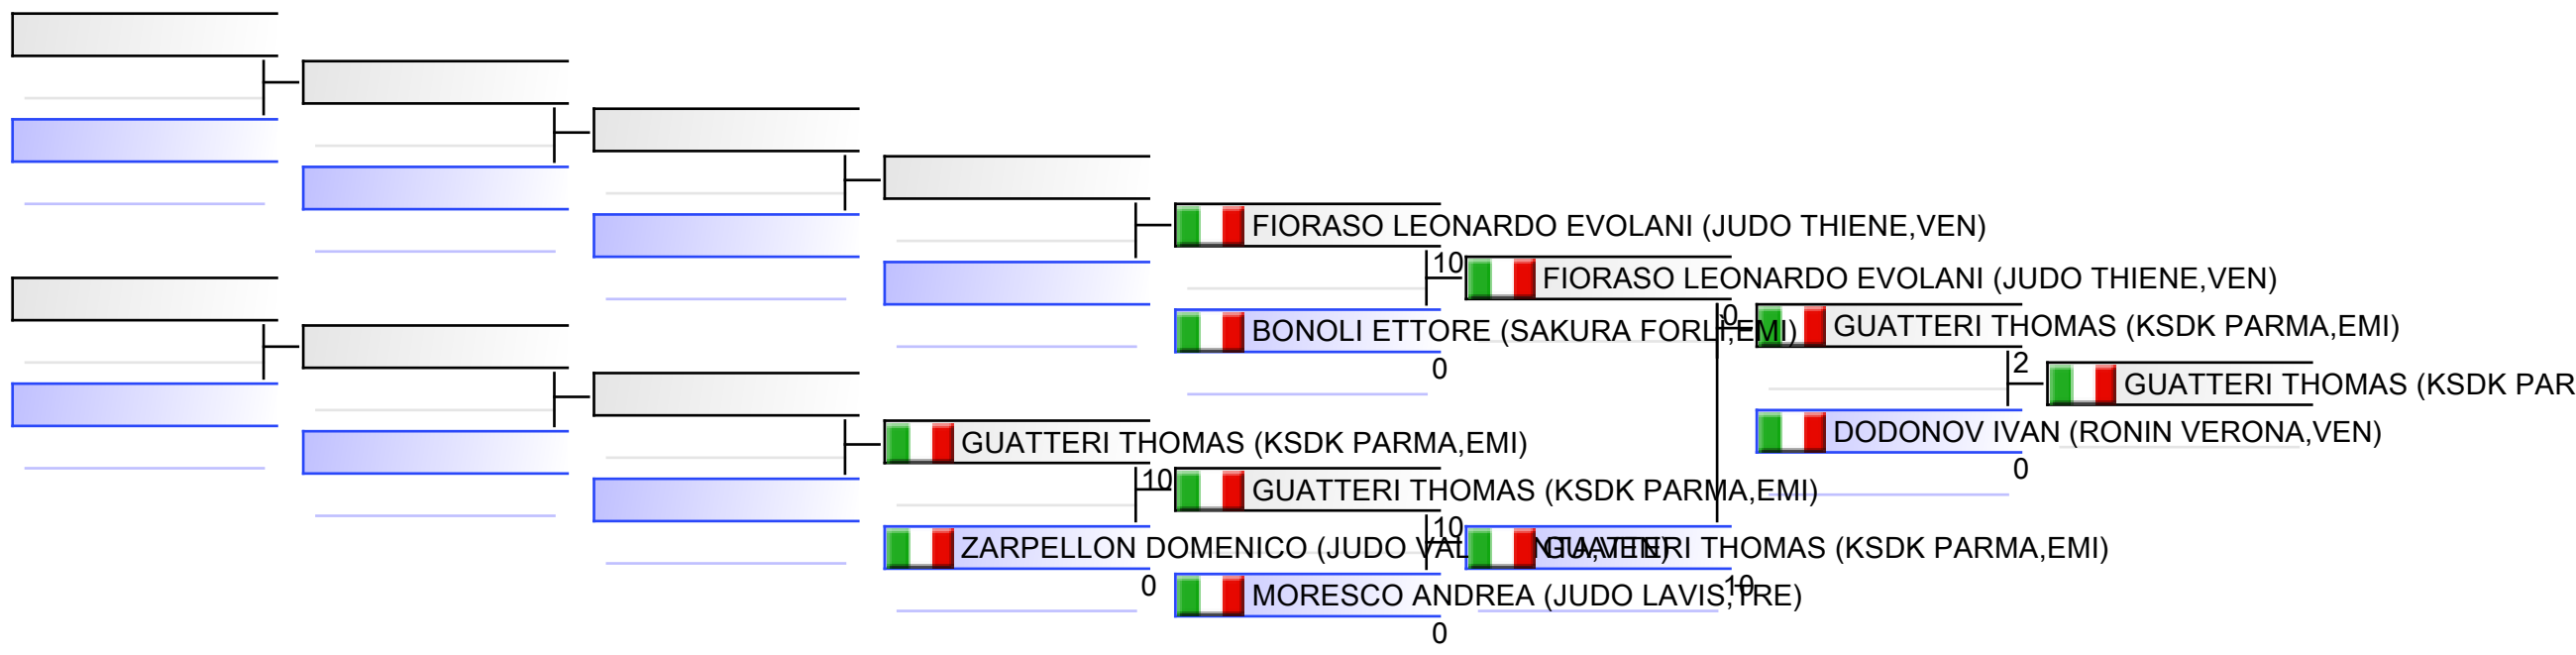 FIORASO LEONARDO EVOLANI (JUDO THIENE,VEN)
10
FIORASO LEONARDO EVOLANI (JUDO THIENE,VEN)
0
BONOLI ETTORE (SAKURA FORLÌ,EMI)
0
GUATTERI THOMAS (KSDK PARMA,EMI)
2
GUATTERI THOMAS (KSDK PAR
DODONOV IVAN (RONIN VERONA,VEN)
0
GUATTERI THOMAS (KSDK PARMA,EMI)
10
GUATTERI THOMAS (KSDK PARMA,EMI)
10
ZARPELLON DOMENICO (JUDO
0
GUATTERI THOMAS (KSDK PARMA,EMI)
10
MORESCO ANDREA (JUDO LAVIS,TRE)
0